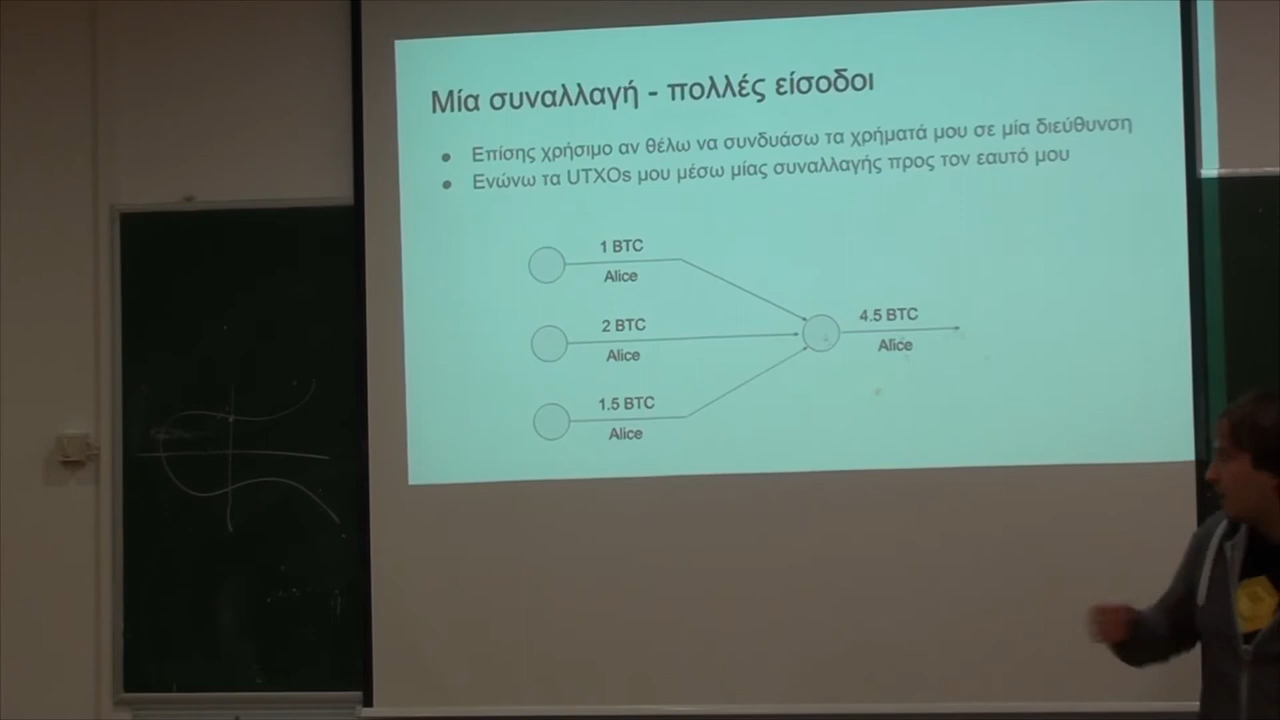 Μία συναλλαγή - πολλές είσοδοι
● Επίσης χρήσιμο αν θέλω να συνδυάσω τα χρήματά μου σε μία διεύθυνση
● Ενώνω τα UTXOs μου μέσω μίας συναλλαγής προς τον εαυτό μου
1 BTC
Alice
2 BTC
Alice
1.5 BTC
Alice
4.5 BTC
Alice